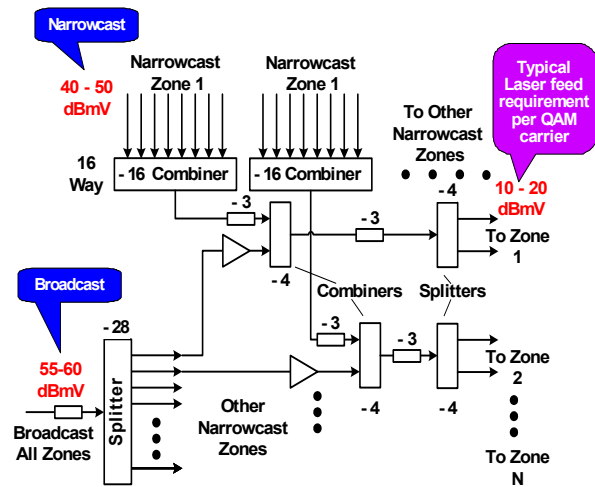 Narrowcast
40 - 50
dBmV
Narrowcast
Zone 1
Narrowcast
Zone 1
Typical
Laser feed
requirement
per QAM
carrier
To Other
Narrowcast
Zones
16
Way
- 16 Combiner
- 16 Combiner
- 3
- 4
- 3
- 4
10 - 20
dBmV
To Zone
1
Broadcast
Combiners
Splitters
- 28
- 3
- 3
55-60
dBmV
Splitter
- 4
- 4
To Zone
2
Broadcast
All Zones
Other
Narrowcast
Zones
To Zone
N